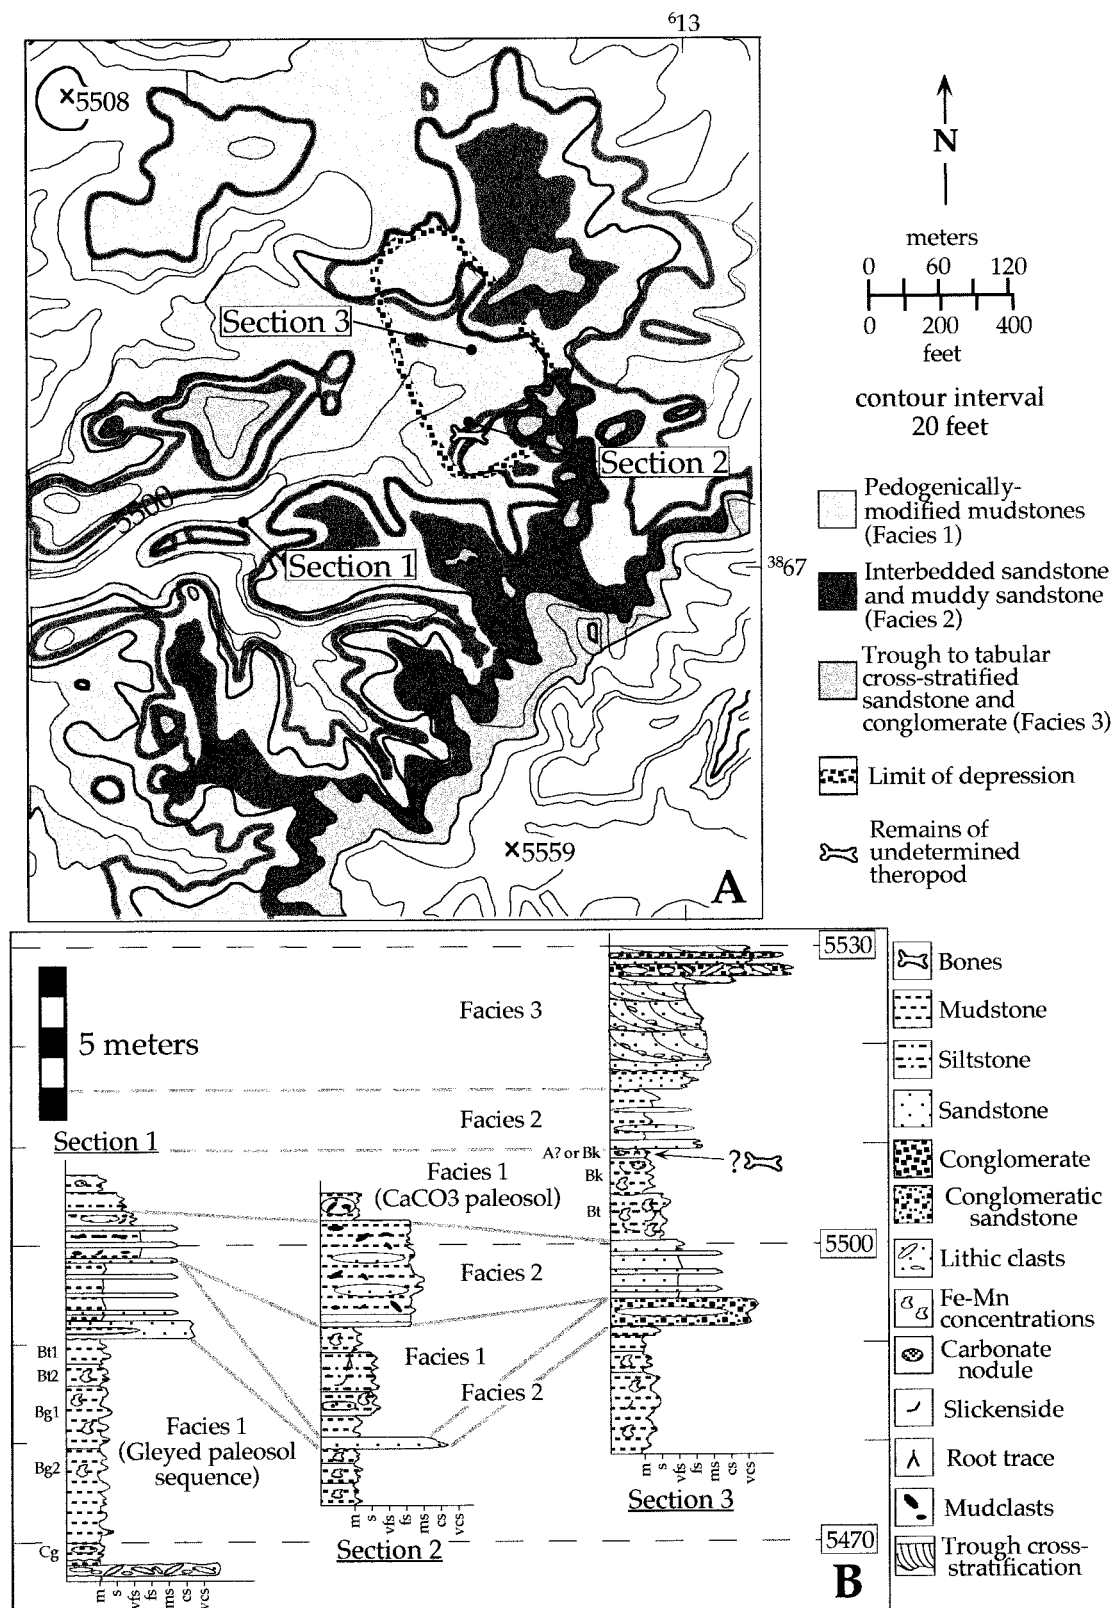 ⁶13
5508
N
meters
0 60 120
0 200 400
feet
contour interval
20 feet
Section 3
Section 2
5500
Section 1
³⁸67
5559
A
Pedogenically-
modified mudstones
(Facies 1)
Interbedded sandstone
and muddy sandstone
(Facies 2)
Trough to tabular
cross-stratified
sandstone and
conglomerate (Facies 3)
Limit of depression
Remains of
undetermined
theropod
5530
5 meters
Facies 3
Facies 2
Section 1
A? or Bk
?
Bk
Facies 1
(CaCO3 paleosol)
Bt
5500
Facies 2
Bt1
Bt2
Facies 1
Facies 2
Bg1
Facies 1
(Gleyed paleosol
sequence)
Bg2
m s vfs fs ms cs vcs
Section 3
m s vfs fs ms cs vcs
Section 2
5470
Cg
m s vfs fs ms cs vcs
B
Bones
Mudstone
Siltstone
Sandstone
Conglomerate
Conglomeratic
sandstone
Lithic clasts
Fe-Mn
concentrations
Carbonate
nodule
Slickenside
Root trace
Mudclasts
Trough cross-
stratification